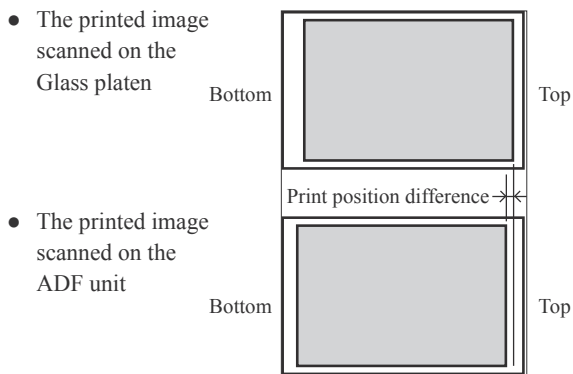 ● The printed image
scanned on the
Glass platen
Bottom
Top
Print position difference
● The printed image
scanned on the
ADF unit
Bottom
Top